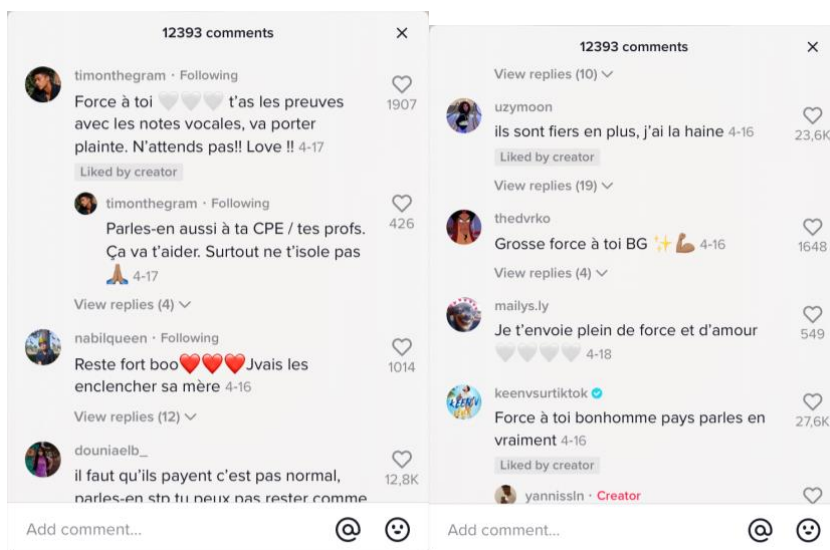 12393 comments
timonthegram · Following
Force à toi 🤍🤍🤍 t'as les preuves
avec les notes vocales, va porter
plainte. N'attends pas!! Love !! 4-17
1907
Liked by creator
timonthegram · Following
Parles-en aussi à ta CPE / tes profs.
Ça va t'aider. Surtout ne t'isole pas
🙏🏽 4-17
426
View replies (4)
nabilqueen · Following
Reste fort boo❤️❤️❤️Jvais les
enclencher sa mère 4-16
1014
View replies (12)
douniaelb_
il faut qu'ils payent c'est pas normal,
parles-en stp tu peux pas rester comme
12,8K
Add comment...
12393 comments
View replies (10)
uzymoon
ils sont fiers en plus, j'ai la haine 4-16
23,6K
Liked by creator
View replies (19)
thedvrko
Grosse force à toi BG ✨💪🏽 4-16
1648
View replies (4)
mailys.ly
Je t'envoie plein de force et d'amour
🤍🤍🤍🤍 4-18
549
keenvsurtiktok
Force à toi bonhomme pays parles en
vraiment 4-16
27,6K
Liked by creator
yannissln · Creator
Add comment...